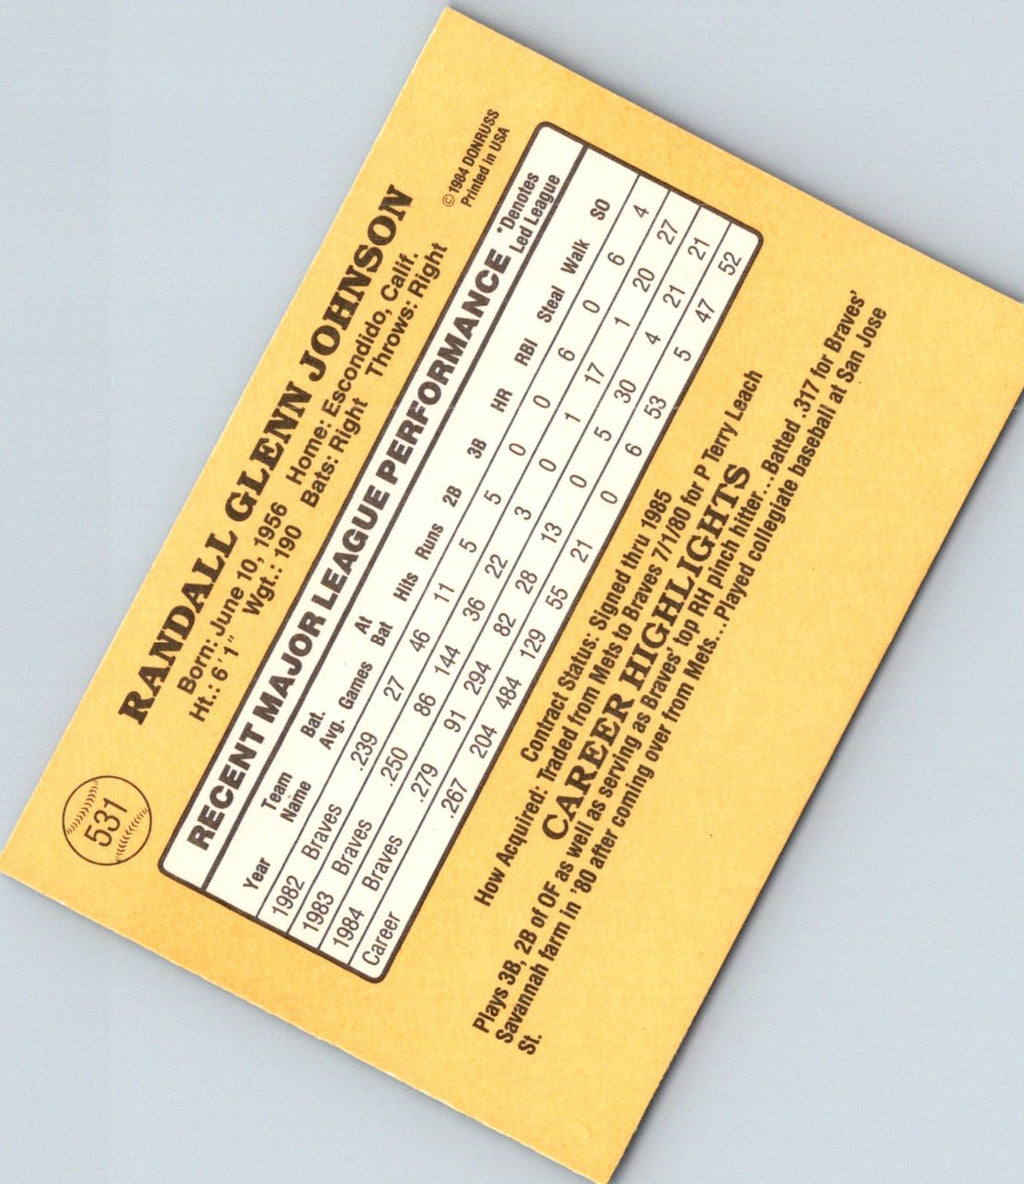 531
RANDALL GLENN JOHNSON
© 1984 DONRUSS
Printed in USA
Born: June 10, 1956 Home: Escondido, Calif.
Ht.: 6'1" Wgt.: 190 Bats: Right Throws: Right
RECENT MAJOR LEAGUE PERFORMANCE *Denotes Led League
Year Team Name Bat. Avg. Games At Bat Hits Runs 2B 3B HR RBI Steal Walk SO
1982 Braves .239 27 46 11 5 5 0 0 6 0 6 4
1983 Braves .250 86 144 36 22 3 0 1 17 1 20 27
1984 Braves .279 91 294 82 28 13 0 5 30 4 21 21
Career .267 204 484 129 55 21 0 6 53 5 47 52
Contract Status: Signed thru 1985
How Acquired: Traded from Mets to Braves 7/1/80 for P Terry Leach
CAREER HIGHLIGHTS
Plays 3B, 2B of OF as well as serving as Braves' top RH pinch hitter...Batted .317 for Braves'
Savannah farm in '80 after coming over from Mets...Played collegiate baseball at San Jose
St.